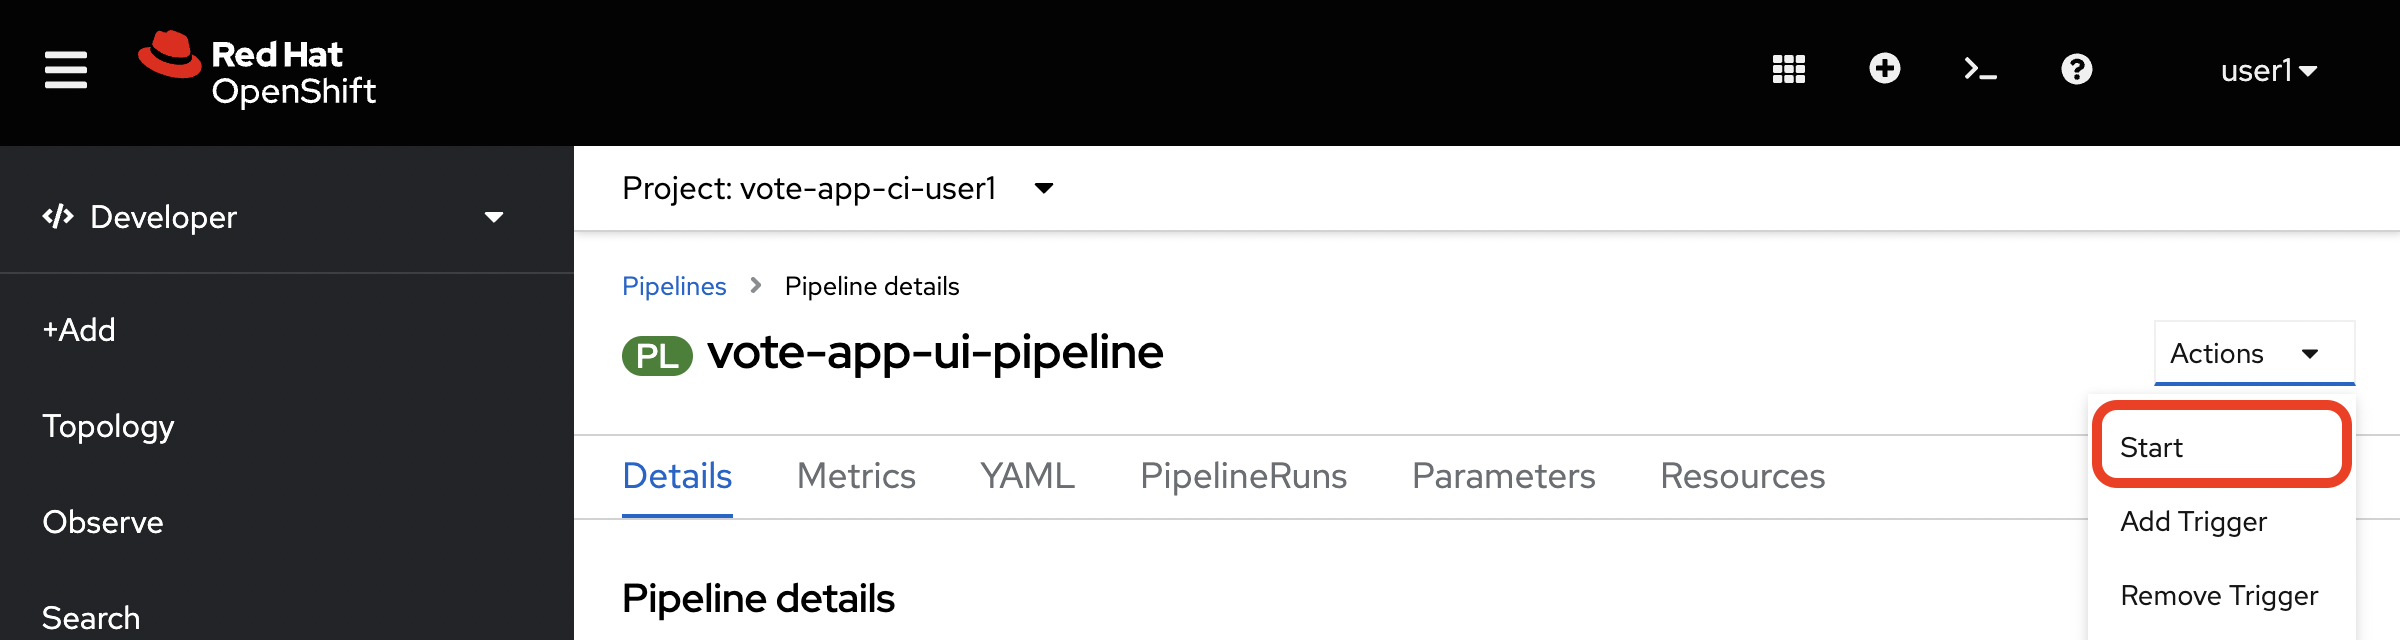 Red Hat
OpenShift
user1
Developer
+Add
Topology
Observe
Search
Project: vote-app-ci-user1
Pipelines > Pipeline details
PL vote-app-ui-pipeline
Actions
Start
Add Trigger
Remove Trigger
Details Metrics YAML PipelineRuns Parameters Resources
Pipeline details